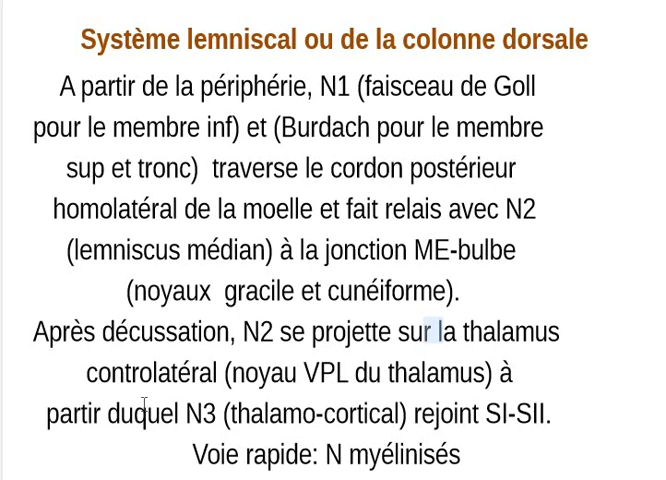 Système lemniscal ou de la colonne dorsale
A partir de la périphérie, N1 (faisceau de Goll
pour le membre inf) et (Burdach pour le membre
sup et tronc)  traverse le cordon postérieur
homolatéral de la moelle et fait relais avec N2
(lemniscus médian) à la jonction ME-bulbe
(noyaux  gracile et cunéiforme).
Après décussation, N2 se projette sur la thalamus
controlatéral (noyau VPL du thalamus) à
partir duquel N3 (thalamo-cortical) rejoint SI-SII.
Voie rapide: N myélinisés